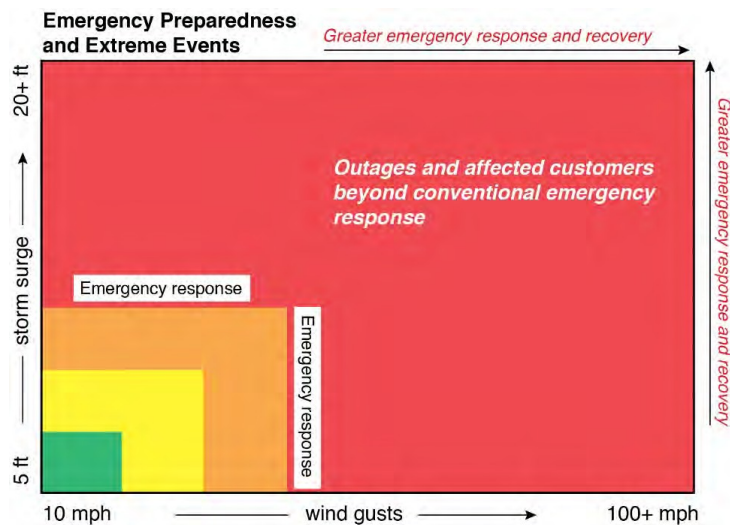 Emergency Preparedness
and Extreme Events
Greater emergency response and recovery
20+ ft
storm surge
5 ft
Outages and affected customers
beyond conventional emergency
response
Emergency response
Emergency response
Greater emergency response and recovery
10 mph
wind gusts
100+ mph